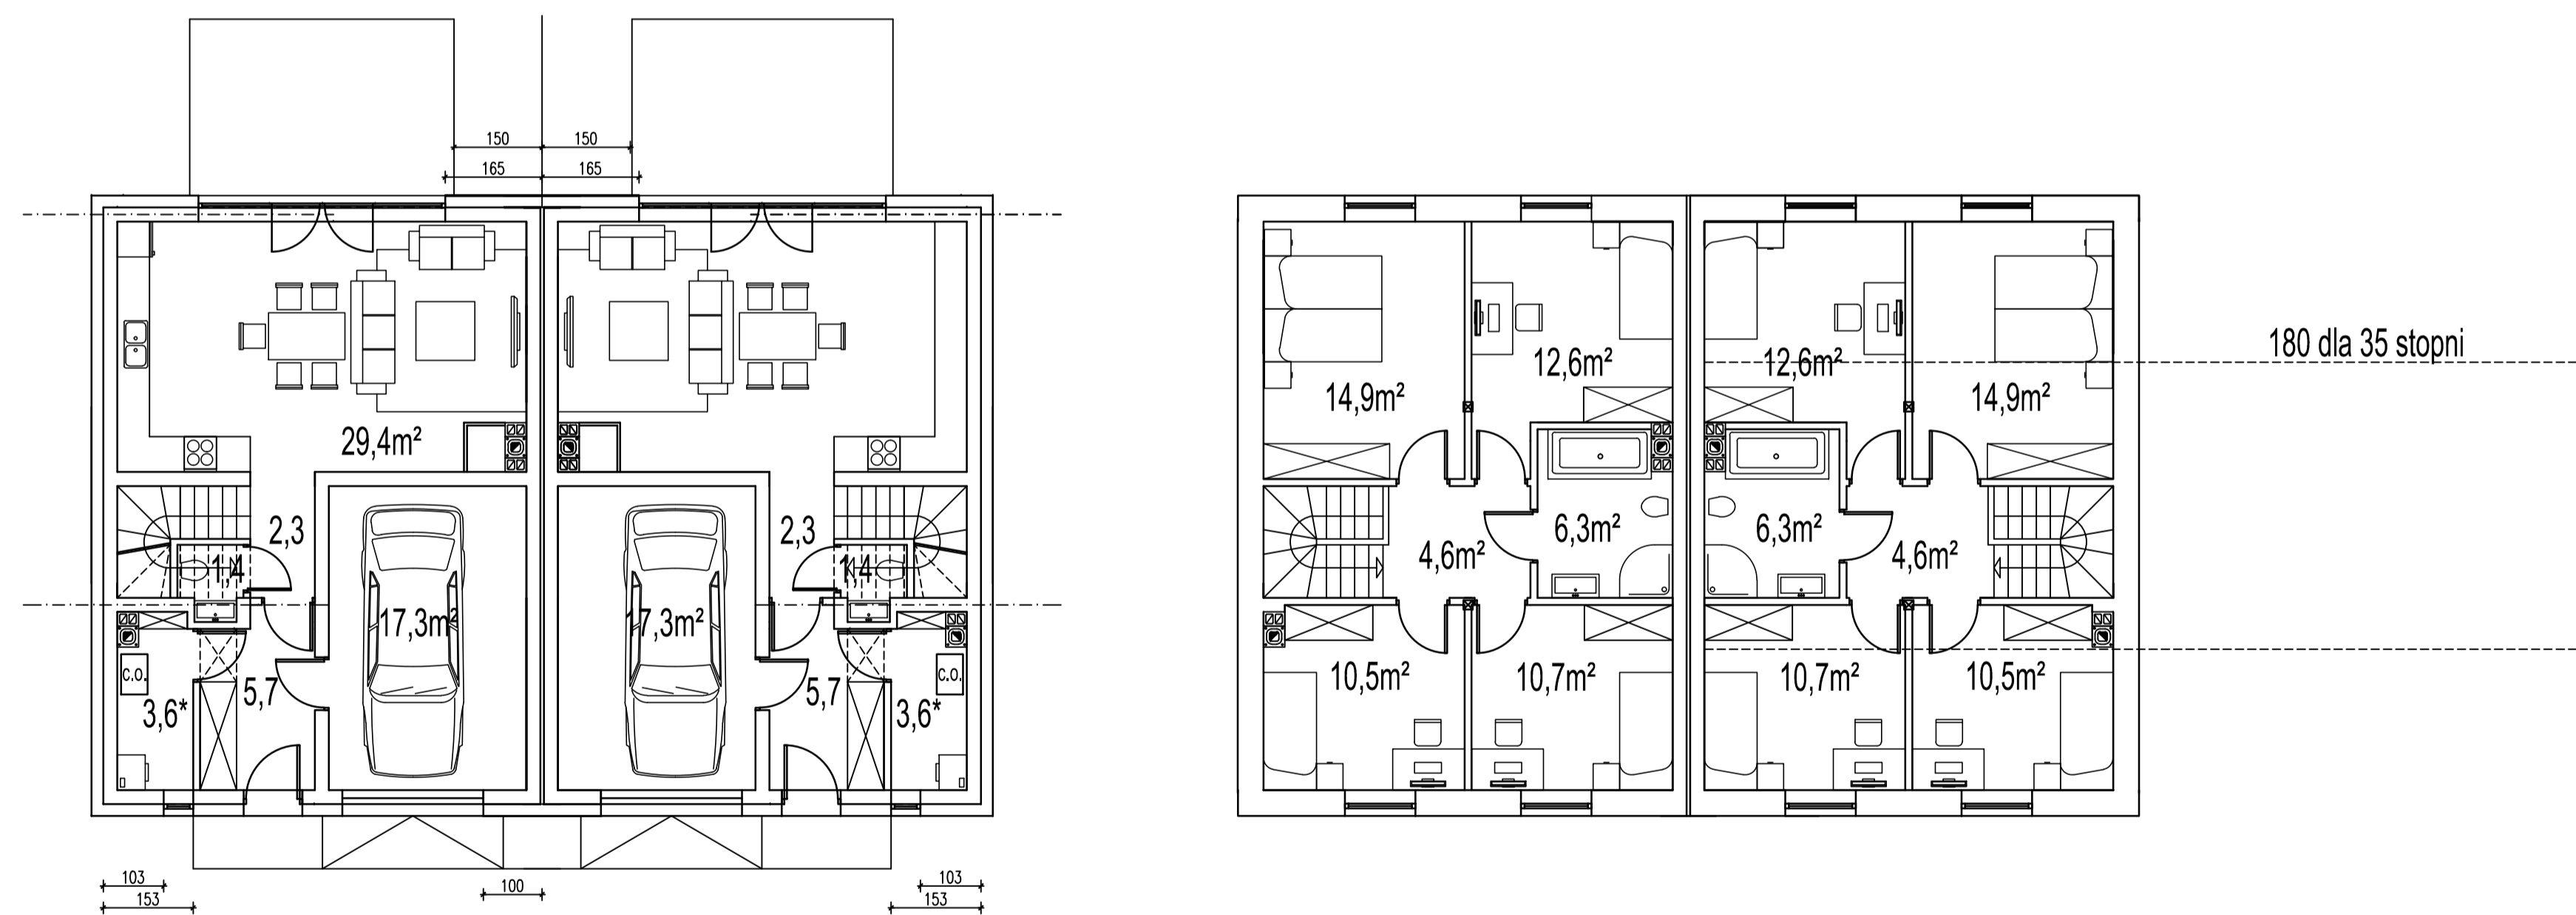 150 150
165 165
29,4m²
2,3 2,3
1,4 1,4
17,3m² 17,3m²
c.o. c.o.
3,6* 5,7 5,7 3,6*
103 100 103
153 153
12,6m² 12,6m²
14,9m² 14,9m²
6,3m² 6,3m²
4,6m² 4,6m²
10,5m² 10,7m² 10,7m² 10,5m²
180 dla 35 stopni